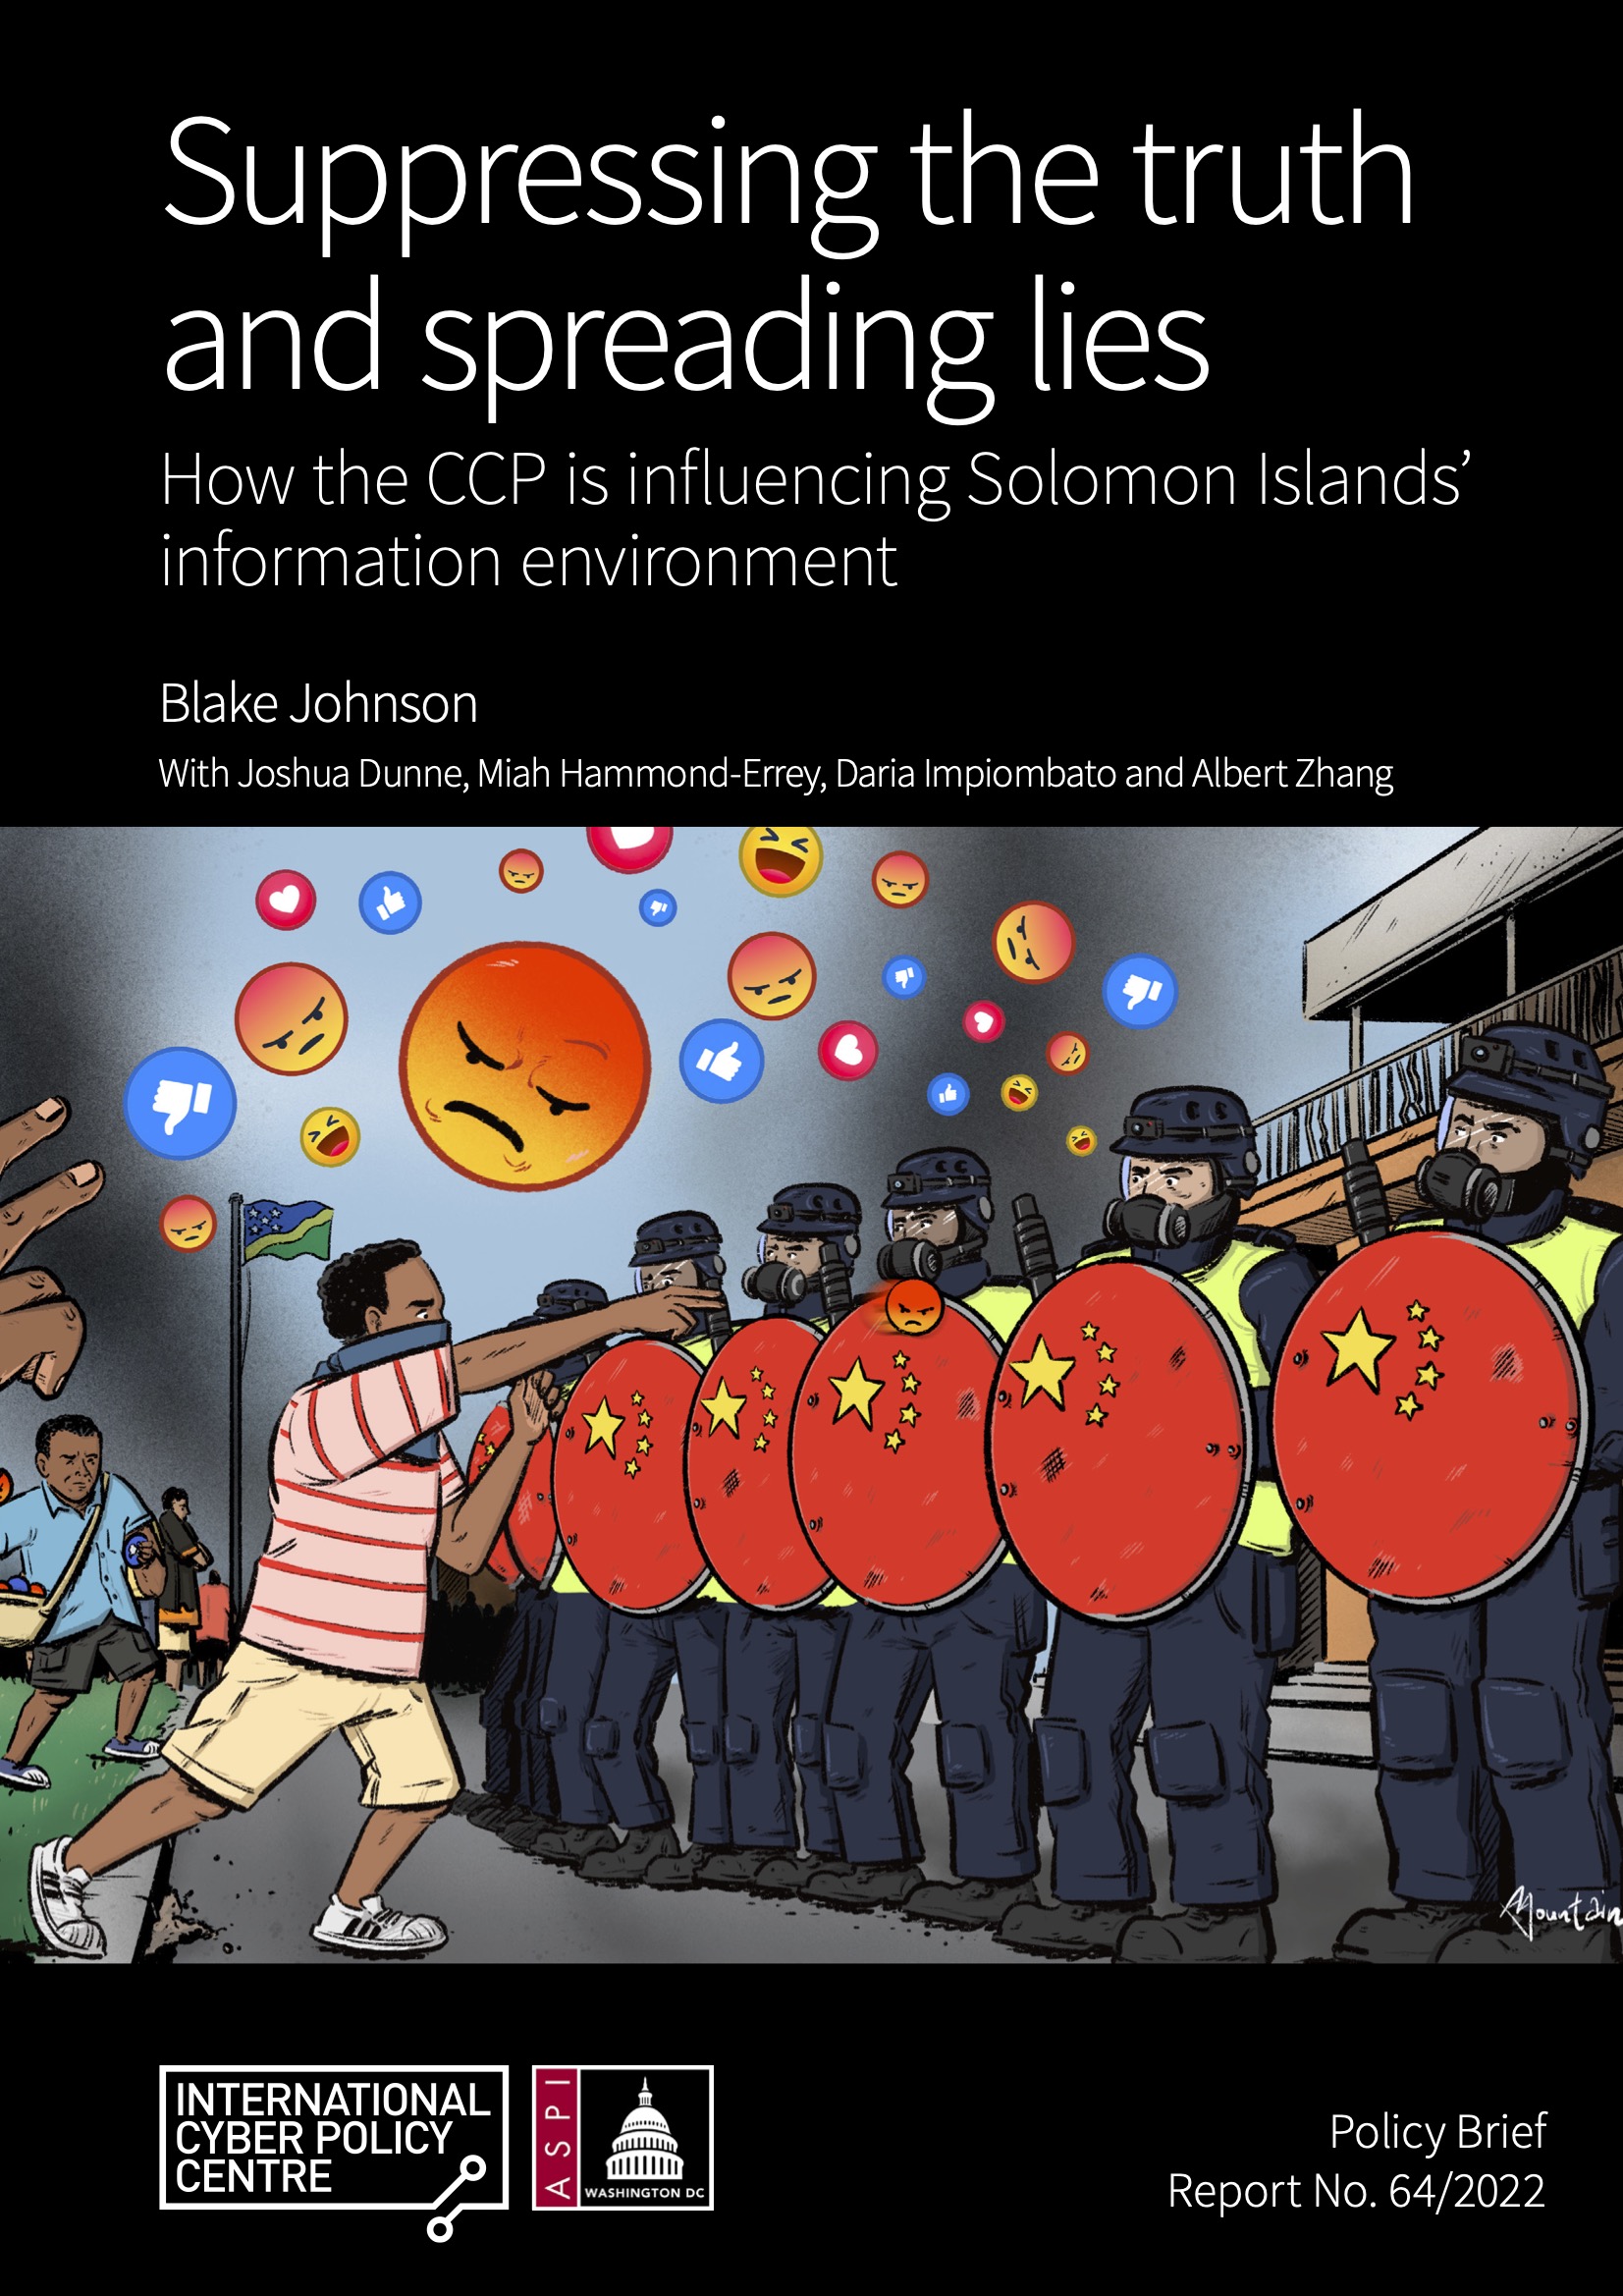 Suppressing the truth
and spreading lies
How the CCP is influencing Solomon Islands’
information environment
Blake Johnson
With Joshua Dunne, Miah Hammond-Errey, Daria Impiombato and Albert Zhang
Mountain
INTERNATIONAL
CYBER POLICY
CENTRE
ASPI
WASHINGTON DC
Policy Brief
Report No. 64/2022